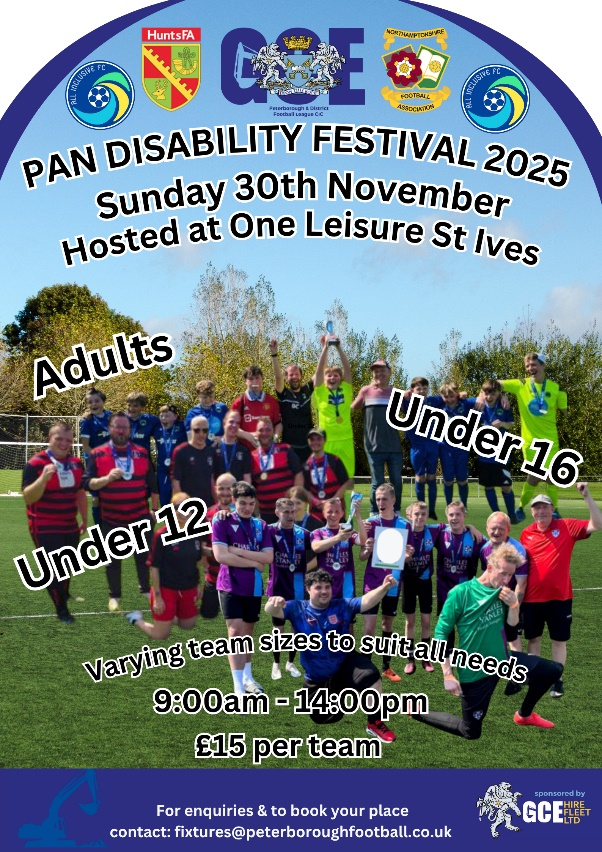 ALL INCLUSIVE FC
HuntsFA
GCE
Peterborough & District
Football League CIC
NORTHAMPTONSHIRE
FOOTBALL
ASSOCIATION
ALL INCLUSIVE FC
PAN DISABILITY FESTIVAL 2025
Sunday 30th November
Hosted at One Leisure St Ives
Adults
Under 16
Under 12
Varying team sizes to suit all needs
9:00am - 14:00pm
£15 per team
For enquiries & to book your place
contact: fixtures@peterboroughfootball.co.uk
sponsored by
GCE HIRE
FLEET
LTD